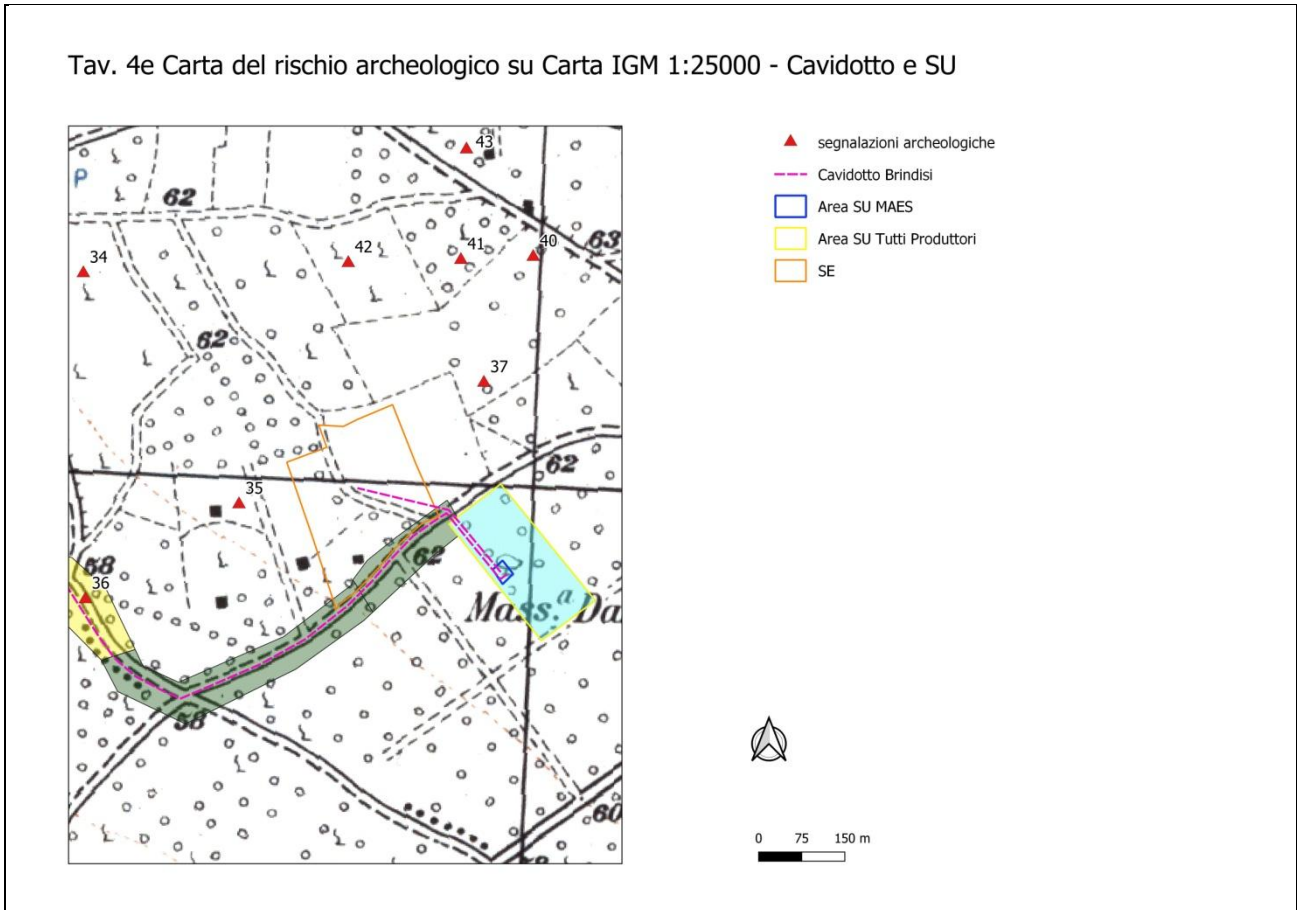 Tav. 4e Carta del rischio archeologico su Carta IGM 1:25000 - Cavidotto e SU
43
P
62
34
42
41
40
63
62
37
35
62
58
36
62
Mass.ᵃ Da
58
60
58
segnalazioni archeologiche
Cavidotto Brindisi
Area SU MAES
Area SU Tutti Produttori
SE
0 75 150 m